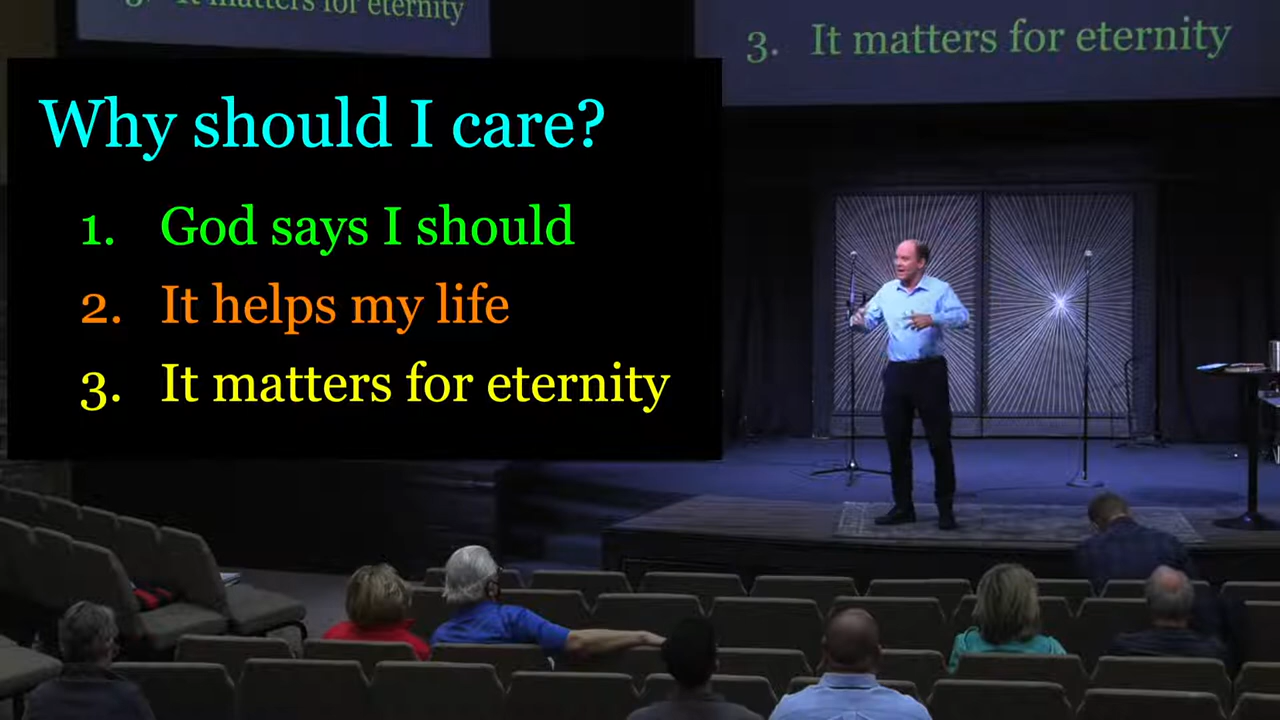 3. It matters for eternity
3. It matters for eternity
Why should I care?
1. God says I should
2. It helps my life
3. It matters for eternity